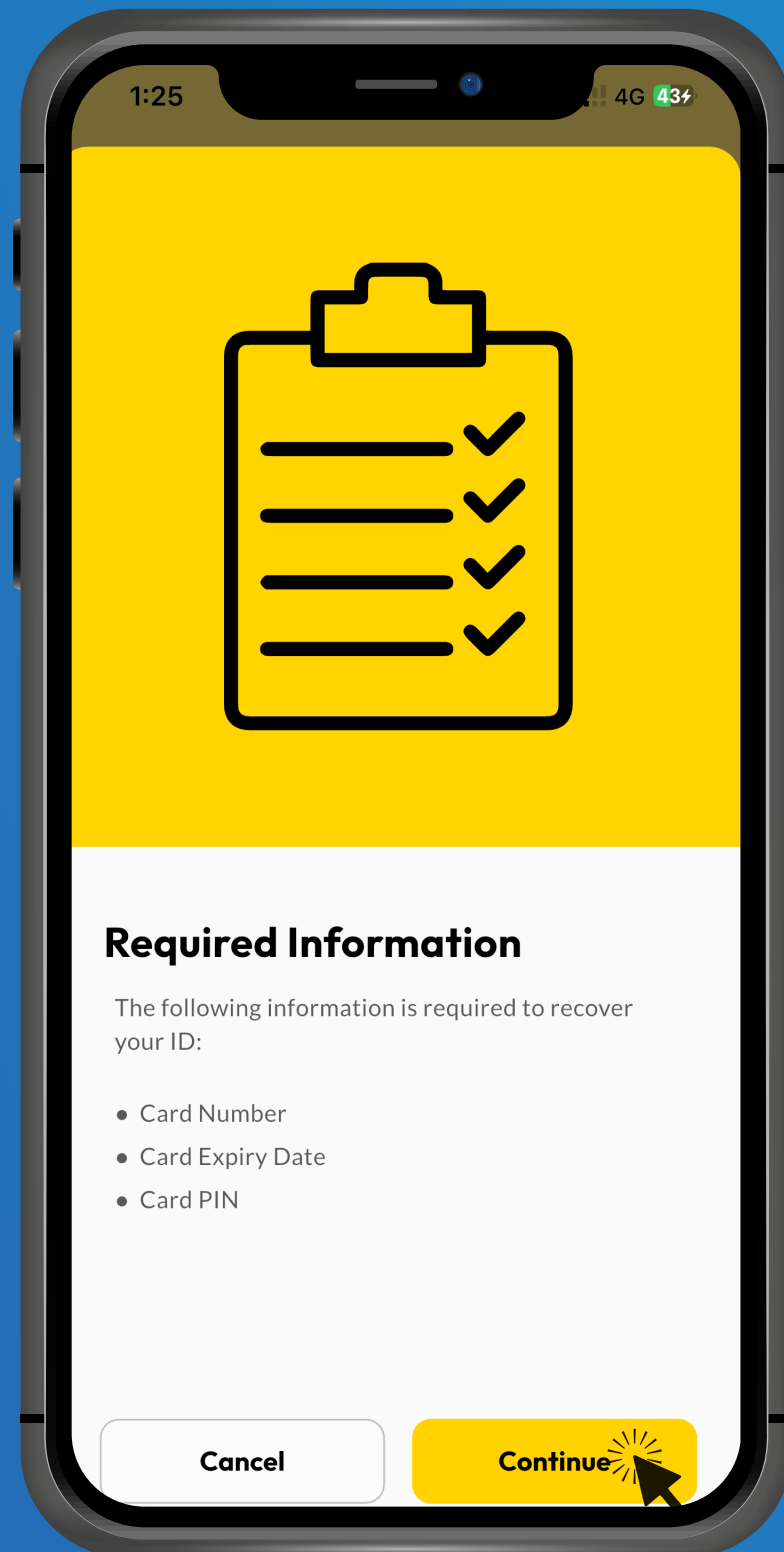 1:25
4G 43
Required Information
The following information is required to recover
your ID:
● Card Number
● Card Expiry Date
● Card PIN
Cancel
Continue